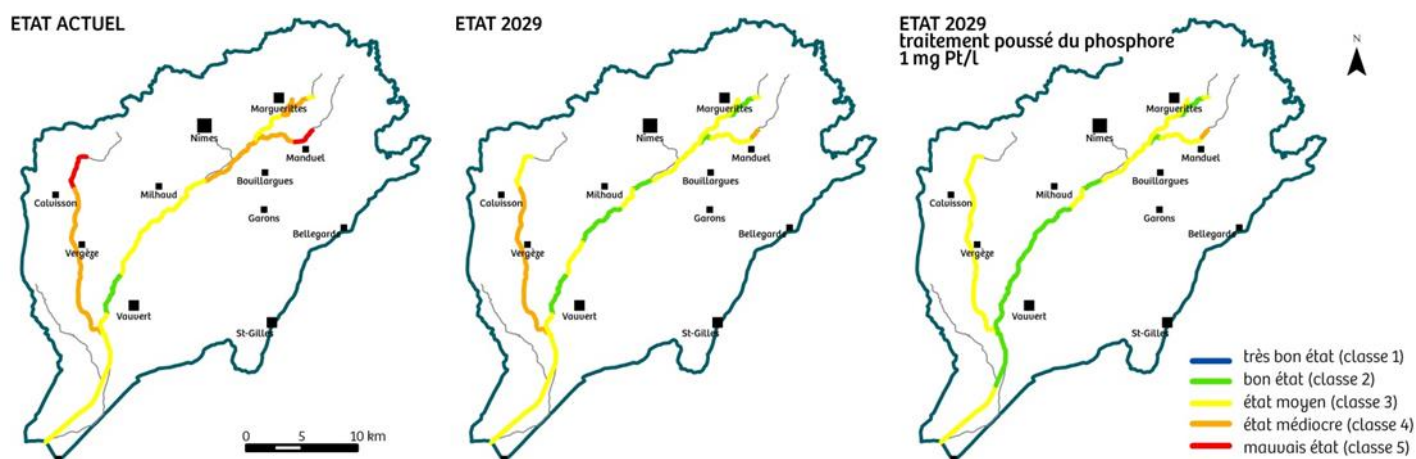 ETAT ACTUEL
Marguerittes
Nîmes
Manduel
Bouillargues
Calvisson
Milhaud
Garons
Bellegarde
Vergèze
Vauvert
St-Gilles
0 5 10 km
ETAT 2029
Marguerittes
Nîmes
Manduel
Bouillargues
Calvisson
Milhaud
Garons
Bellegarde
Vergèze
Vauvert
St-Gilles
ETAT 2029
traitement poussé du phosphore
1 mg Pt/l
N
Marguerittes
Nîmes
Manduel
Bouillargues
Calvisson
Milhaud
Garons
Bellegarde
Vergèze
Vauvert
St-Gilles
très bon état (classe 1)
bon état (classe 2)
état moyen (classe 3)
état médiocre (classe 4)
mauvais état (classe 5)